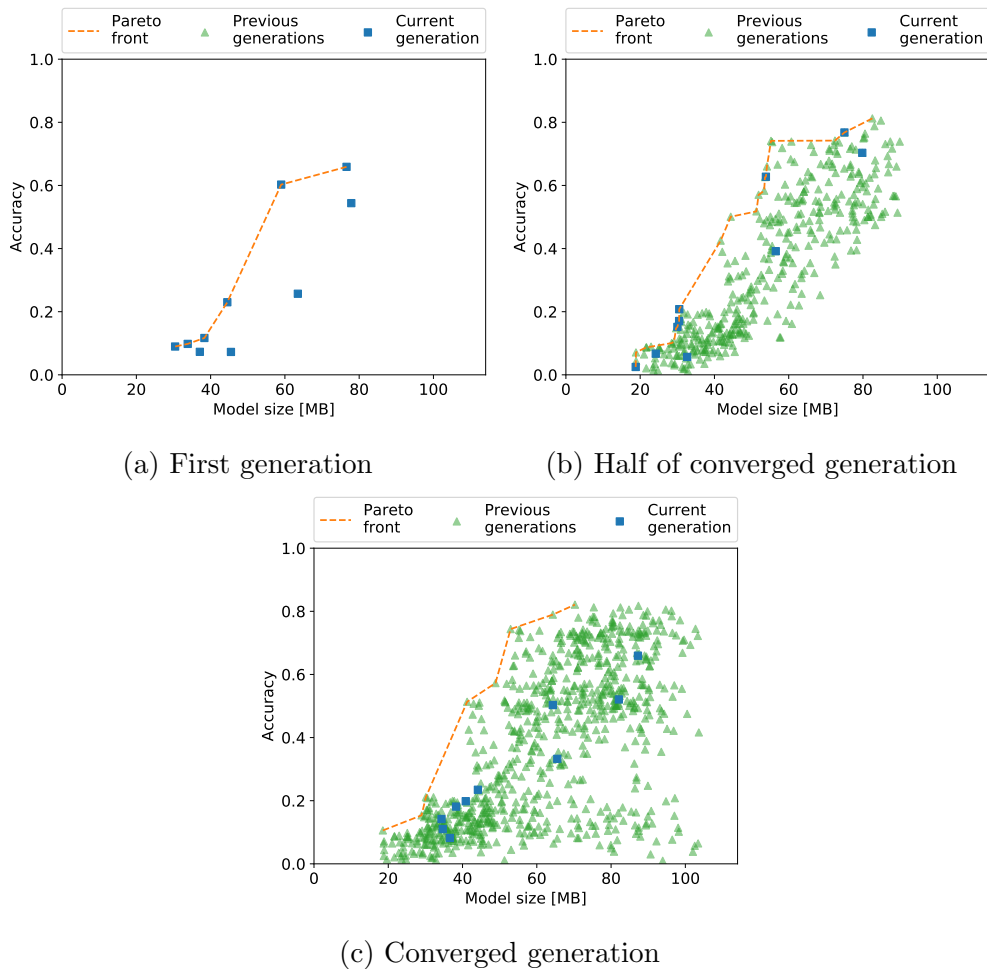 Pareto front
Previous generations
Current generation
1.0
0.8
0.6
0.4
0.2
0.0
Accuracy
0 20 40 60 80 100
Model size [MB]
(a) First generation
Pareto front
Previous generations
Current generation
1.0
0.8
0.6
0.4
0.2
0.0
Accuracy
0 20 40 60 80 100
Model size [MB]
(b) Half of converged generation
Pareto front
Previous generations
Current generation
1.0
0.8
0.6
0.4
0.2
0.0
Accuracy
0 20 40 60 80 100
Model size [MB]
(c) Converged generation